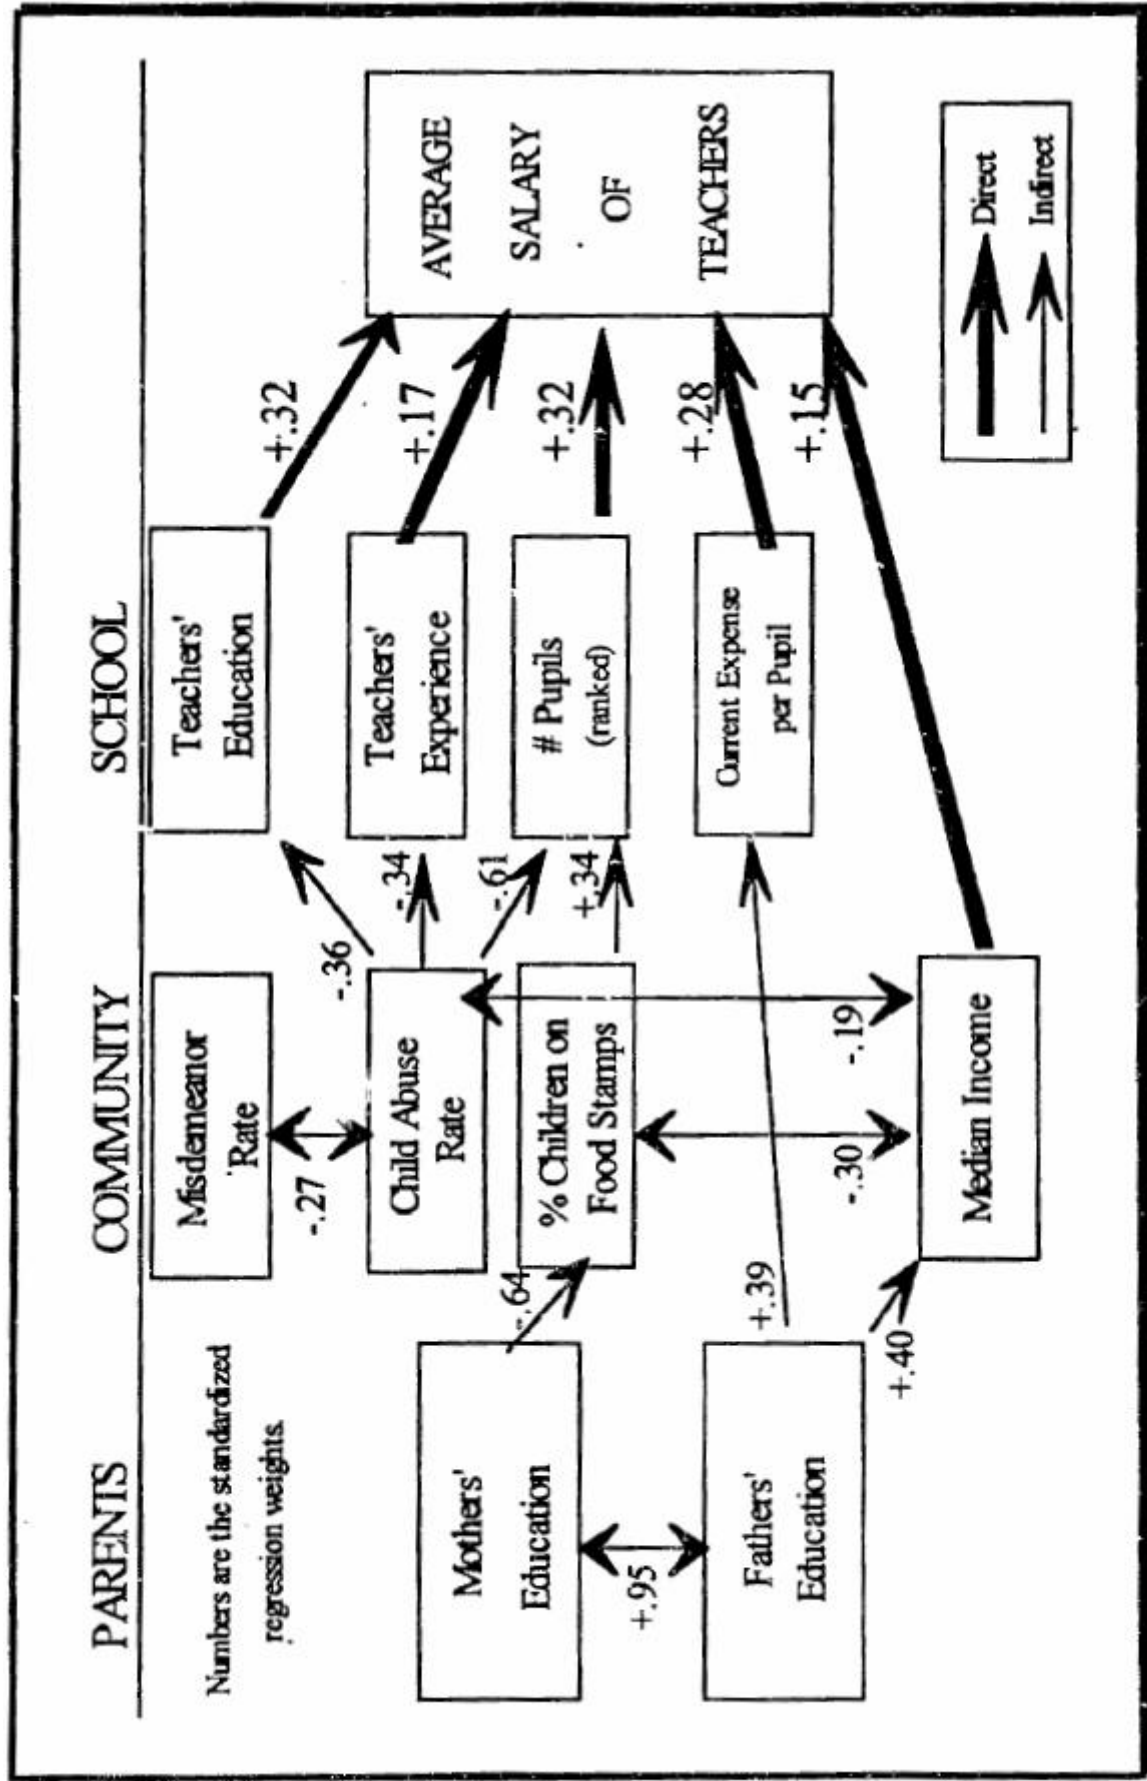 PARENTS
COMMUNITY
SCHOOL
Numbers are the standardized
regression weights.
Mothers'
Education
+.95
Fathers'
Education
-.64
+.39
+.40
Misdemeanor
Rate
-.27
Child Abuse
Rate
% Children on
Food Stamps
-.30
-.19
Median Income
-.36
-.34
-.61
+.34
Teachers'
Education
Teachers'
Experience
# Pupils
(ranked)
Current Expense
per Pupil
+.32
+.17
+.32
+.28
+.15
AVERAGE
SALARY
OF
TEACHERS
Direct
Indirect